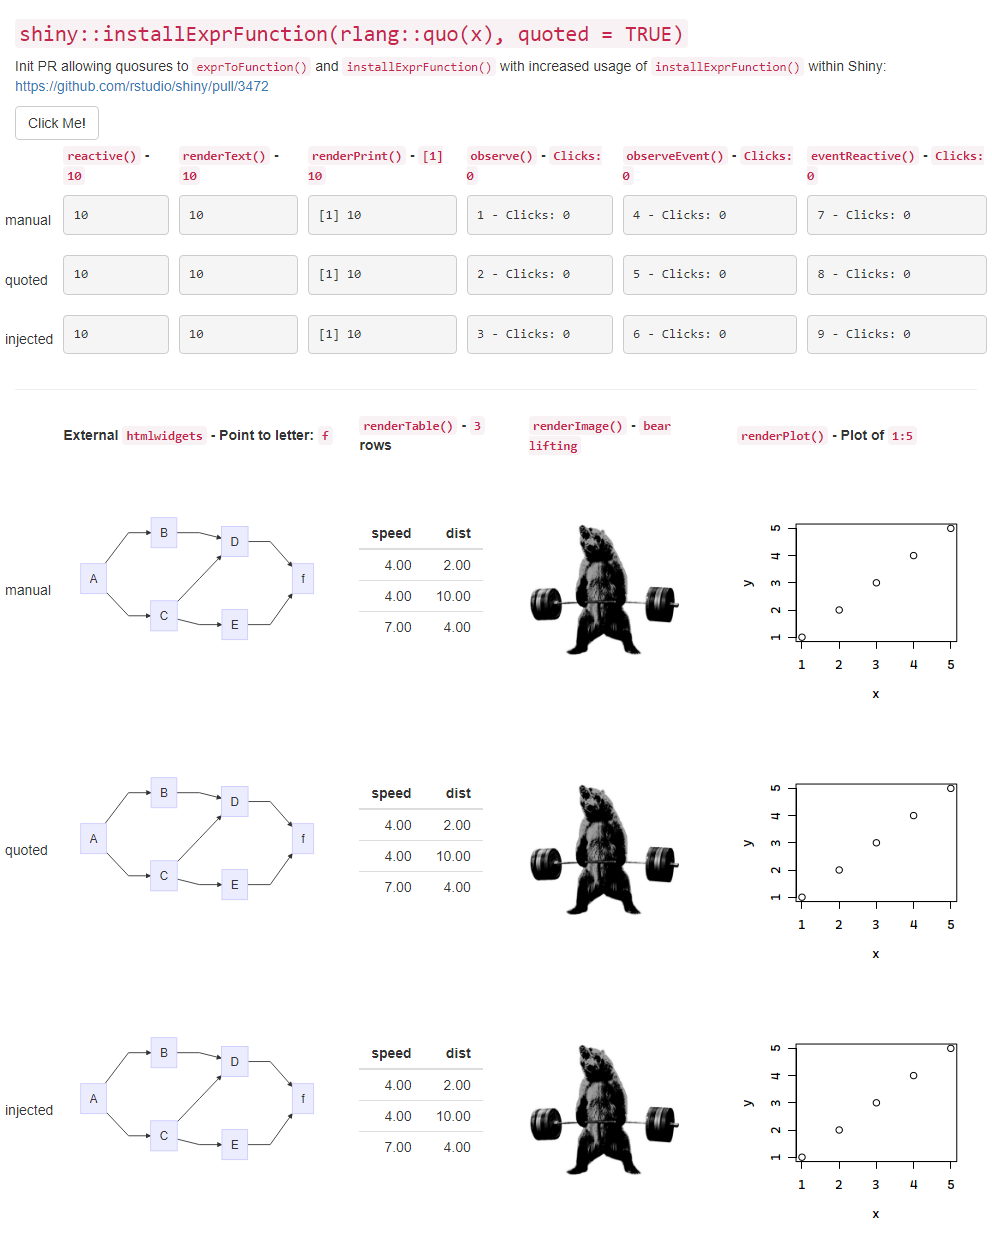 shiny::installExprFunction(rlang::quo(x), quoted = TRUE)
Init PR allowing quosures to exprToFunction() and installExprFunction() with increased usage of installExprFunction() within Shiny:
https://github.com/rstudio/shiny/pull/3472
Click Me!
reactive() - 10 renderText() - 10 renderPrint() - [1] 10 observe() - Clicks: 0 observeEvent() - Clicks: 0 eventReactive() - Clicks: 0
manual 10 10 [1] 10 1 - Clicks: 0 4 - Clicks: 0 7 - Clicks: 0
quoted 10 10 [1] 10 2 - Clicks: 0 5 - Clicks: 0 8 - Clicks: 0
injected 10 10 [1] 10 3 - Clicks: 0 6 - Clicks: 0 9 - Clicks: 0
External htmlwidgets - Point to letter: f renderTable() - 3 rows renderImage() - bear lifting renderPlot() - Plot of 1:5
manual
A B C D E f
speed dist
4.00 2.00
4.00 10.00
7.00 4.00
y
5
4
3
2
1
1 2 3 4 5
x
quoted
A B C D E f
speed dist
4.00 2.00
4.00 10.00
7.00 4.00
y
5
4
3
2
1
1 2 3 4 5
x
injected
A B C D E f
speed dist
4.00 2.00
4.00 10.00
7.00 4.00
y
5
4
3
2
1
1 2 3 4 5
x